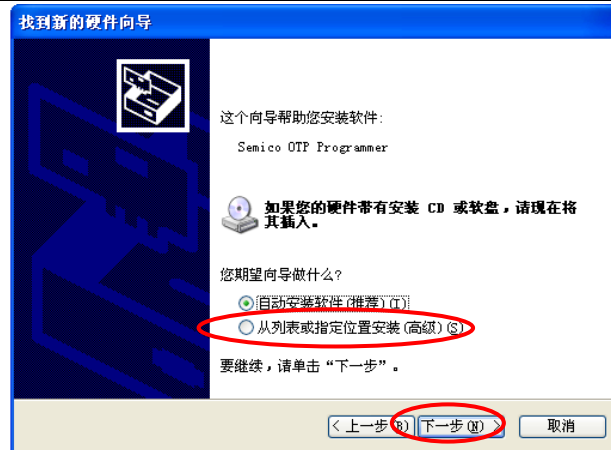 找到新的硬件向导
这个向导帮助您安装软件:
Semico OTP Programmer
如果您的硬件带有安装 CD 或软盘，请现在将
其插入。
您期望向导做什么?
自动安装软件(推荐)(I)
从列表或指定位置安装(高级)(S)
要继续，请单击“下一步”。
< 上一步(B) 下一步(N) > 取消